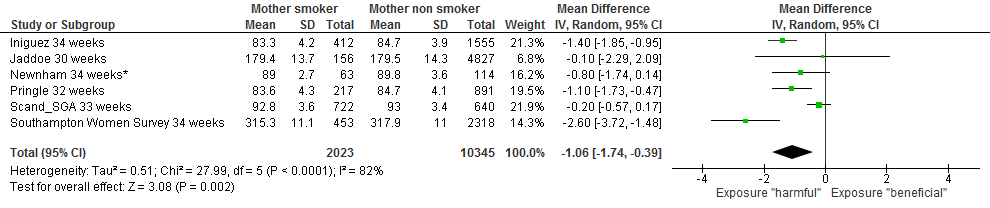 Mother smoker Mother non smoker Mean Difference Mean Difference
Study or Subgroup Mean SD Total Mean SD Total Weight IV, Random, 95% CI IV, Random, 95% CI
Iniguez 34 weeks 83.3 4.2 412 84.7 3.9 1555 21.3% -1.40 [-1.85, -0.95]
Jaddoe 30 weeks 179.4 13.7 156 179.5 14.3 4827 6.8% -0.10 [-2.29, 2.09]
Newnham 34 weeks* 89 2.7 63 89.8 3.6 114 14.3% -0.80 [-1.74, 0.14]
Pringle 32 weeks 83.6 4.3 217 84.7 4.1 891 19.5% -1.10 [-1.73, -0.47]
Scand_SGA 33 weeks 92.8 3.6 722 93 3.4 640 21.9% -0.20 [-0.57, 0.17]
Southampton Women Survey 34 weeks 315.3 11.1 453 317.9 11 2318 14.3% -2.60 [-3.72, -1.48]
Total (95% CI) 2023 10345 100.0% -1.06 [-1.74, -0.39]
Heterogeneity: Tau² = 0.51; Chi² = 27.99, df = 5 (P < 0.0001); I² = 82%
Test for overall effect: Z = 3.08 (P = 0.002)
-4 -2 0 2 4
Exposure "harmful" Exposure "beneficial"